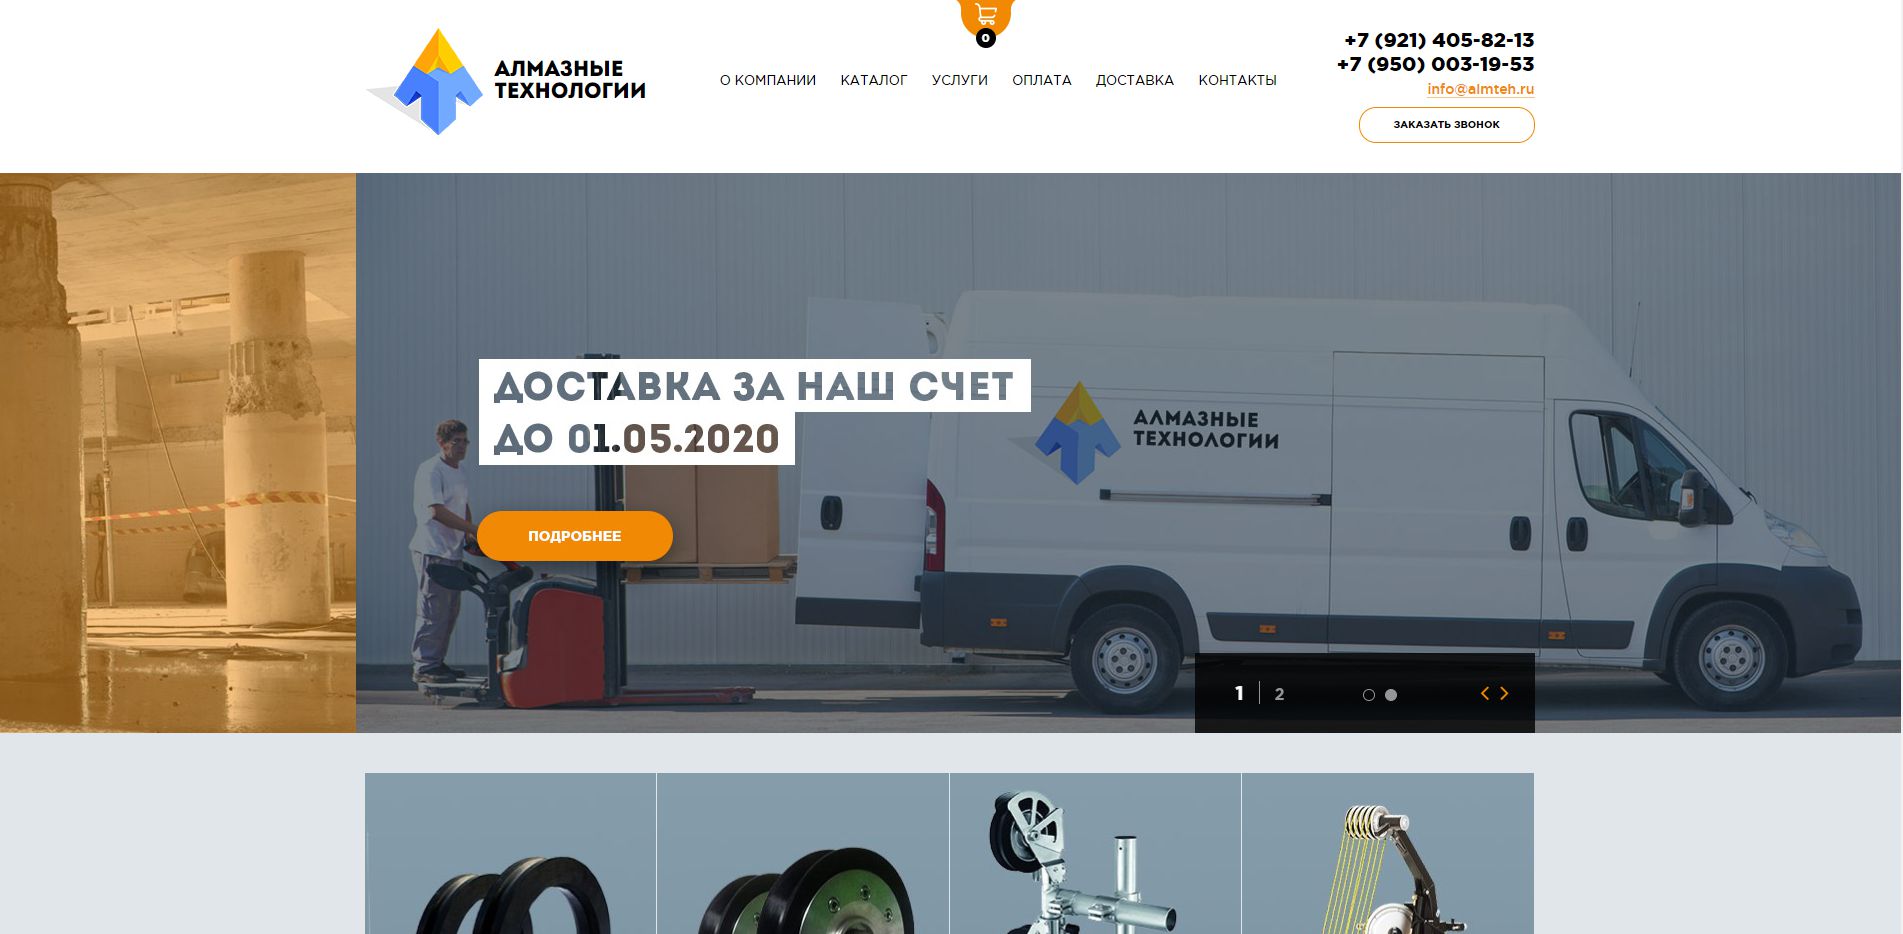 АЛМАЗНЫЕ
ТЕХНОЛОГИИ
0
О КОМПАНИИ
КАТАЛОГ
УСЛУГИ
ОПЛАТА
ДОСТАВКА
КОНТАКТЫ
+7 (921) 405-82-13
+7 (950) 003-19-53
info@almteh.ru
ЗАКАЗАТЬ ЗВОНОК
ДОСТАВКА ЗА НАШ СЧЕТ
ДО 01.05.2020
ПОДРОБНЕЕ
АЛМАЗНЫЕ
ТЕХНОЛОГИИ
1
2